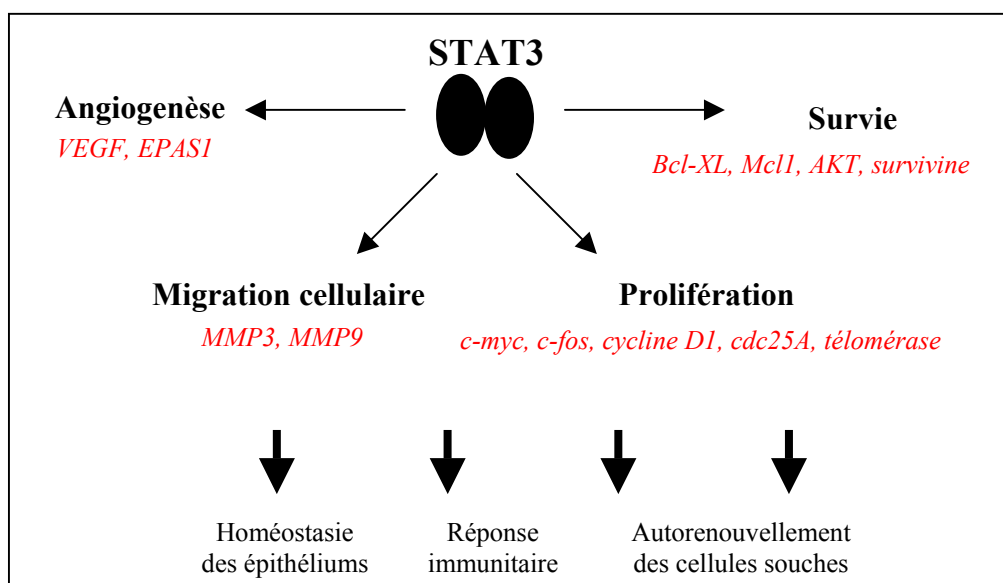 STAT3
Angiogenèse
VEGF, EPAS1
Survie
Bcl-XL, Mcl1, AKT, survivine
Migration cellulaire
MMP3, MMP9
Prolifération
c-myc, c-fos, cycline D1, cdc25A, télomérase
Homéostasie
des épithéliums
Réponse
immunitaire
Autorenouvellement
des cellules souches